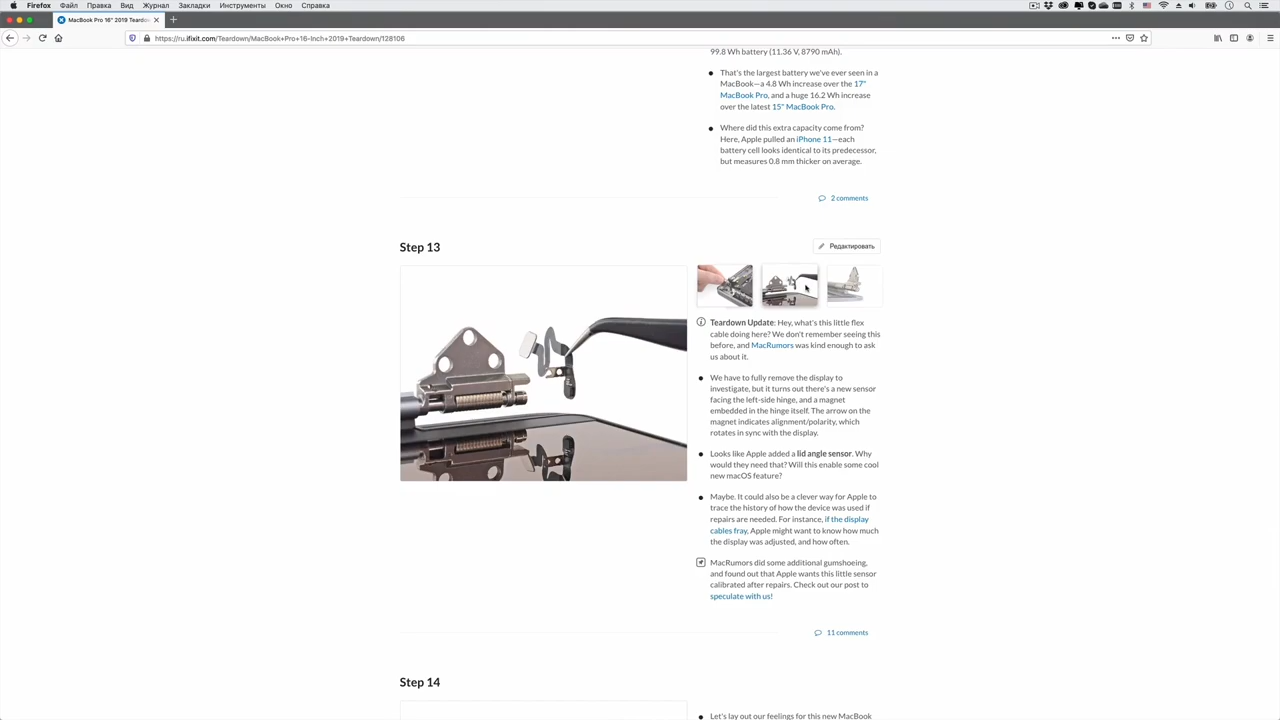 Firefox Файл Правка Вид Журнал Закладки Инструменты Окно Справка
MacBook Pro 16" 2019 Teardow
https://ru.ifixit.com/Teardown/MacBook+Pro+16-Inch+2019+Teardown/128106
99.8 Wh battery (11.36 V, 8790 mAh).
That's the largest battery we've ever seen in a
MacBook—a 4.8 Wh increase over the 17"
MacBook Pro, and a huge 16.2 Wh increase
over the latest 15" MacBook Pro.
Where did this extra capacity come from?
Here, Apple pulled an iPhone 11—each
battery cell looks identical to its predecessor,
but measures 0.8 mm thicker on average.
2 comments
Step 13
Редактировать
Teardown Update: Hey, what's this little flex
cable doing here? We don't remember seeing this
before, and MacRumors was kind enough to ask
us about it.
We have to fully remove the display to
investigate, but it turns out there's a new sensor
facing the left-side hinge, and a magnet
embedded in the hinge itself. The arrow on the
magnet indicates alignment/polarity, which
rotates in sync with the display.
Looks like Apple added a lid angle sensor. Why
would they need that? Will this enable some cool
new macOS feature?
Maybe. It could also be a clever way for Apple to
trace the history of how the device was used if
repairs are needed. For instance, if the display
cables fray, Apple might want to know how much
the display was adjusted, and how often.
MacRumors did some additional gumshoeing,
and found out that Apple wants this little sensor
calibrated after repairs. Check out our post to
speculate with us!
11 comments
Step 14
Let's lay out our feelings for this new MacBook